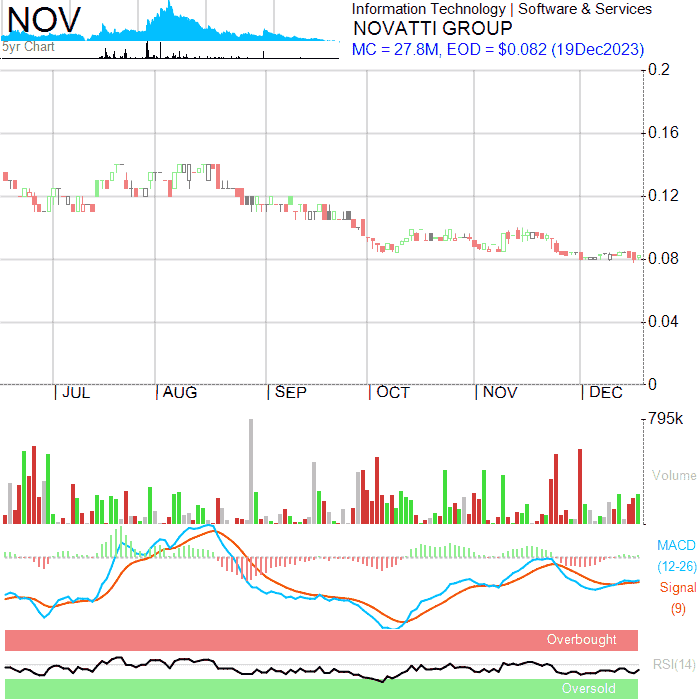 NOV
5yr Chart
Information Technology | Software & Services
NOVATTI GROUP
MC = 27.8M, EOD = $0.082 (19Dec2023)
0.2
0.16
0.12
0.08
0.04
0
JUL AUG SEP OCT NOV DEC
795k
Volume
MACD
(12-26)
Signal
(9)
Overbought
RSI(14)
Oversold